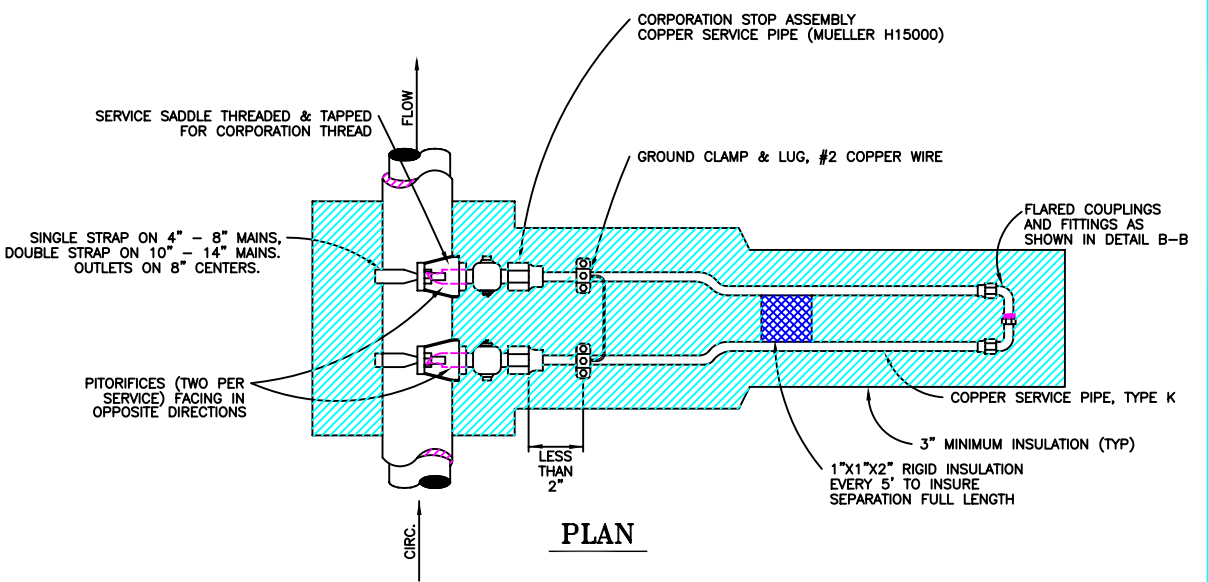 CORPORATION STOP ASSEMBLY
COPPER SERVICE PIPE (MUELLER H15000)
FLOW
SERVICE SADDLE THREADED & TAPPED
FOR CORPORATION THREAD
GROUND CLAMP & LUG, #2 COPPER WIRE
FLARED COUPLINGS
AND FITTINGS AS
SHOWN IN DETAIL B-B
SINGLE STRAP ON 4" - 8" MAINS,
DOUBLE STRAP ON 10" - 14" MAINS.
OUTLETS ON 8" CENTERS.
PITORIFICES (TWO PER
SERVICE) FACING IN
OPPOSITE DIRECTIONS
COPPER SERVICE PIPE, TYPE K
3" MINIMUM INSULATION (TYP)
LESS
THAN
2"
1"X1"X2" RIGID INSULATION
EVERY 5' TO INSURE
SEPARATION FULL LENGTH
CIRC.
PLAN